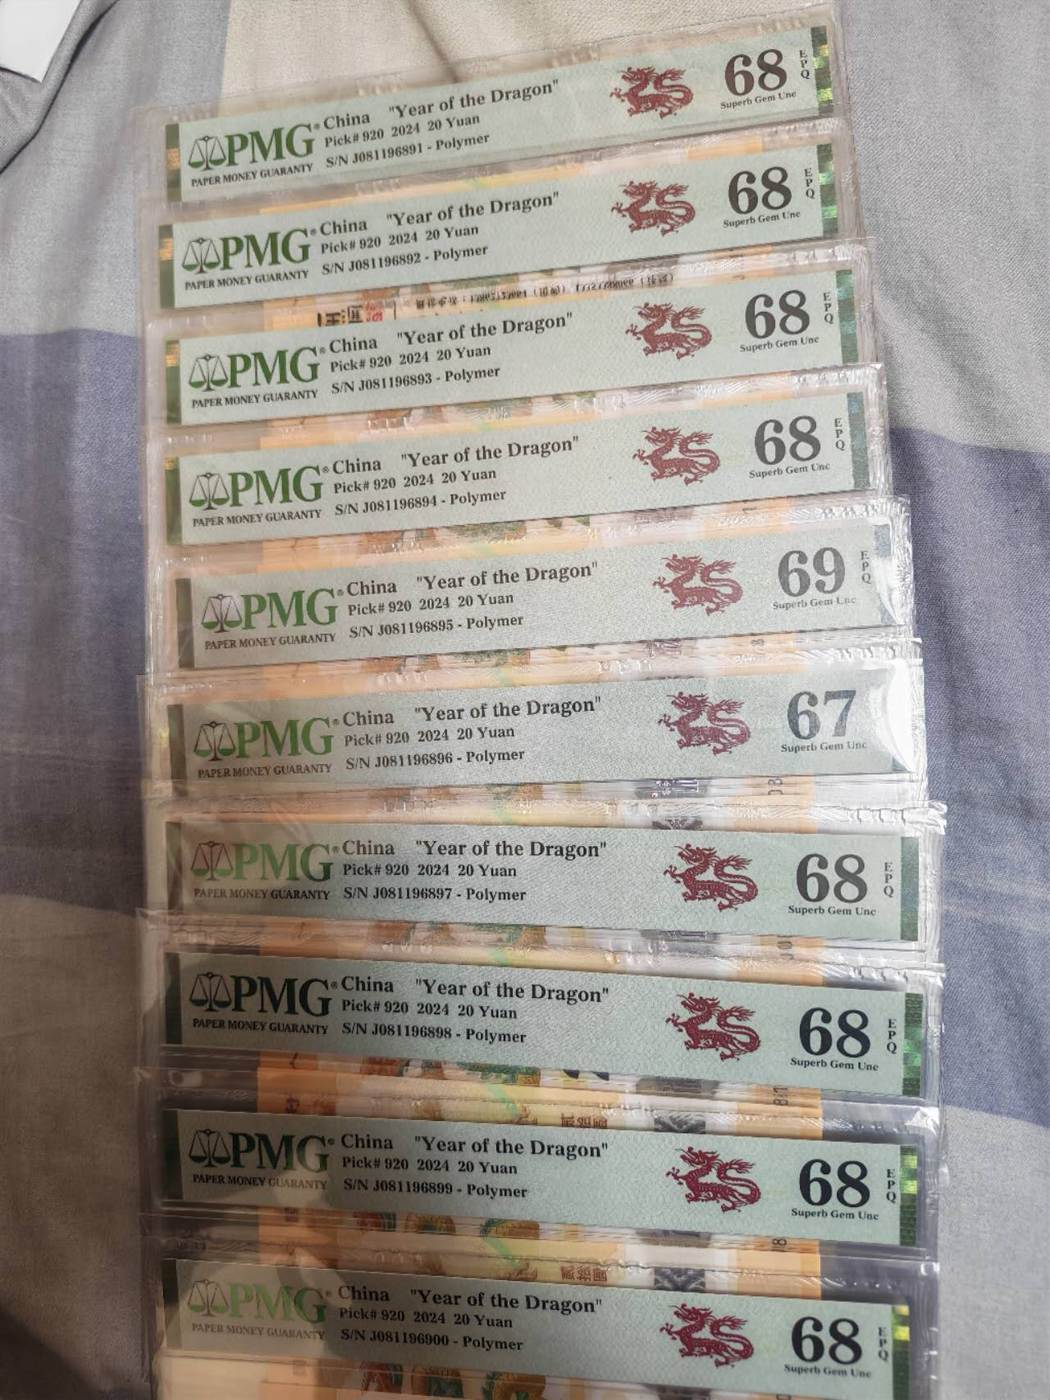 PMG®
PAPER MONEY GUARANTY
China "Year of the Dragon"
Pick# 920 2024 20 Yuan
S/N J081196891 - Polymer
68
EPQ
Superb Gem Unc
PMG®
PAPER MONEY GUARANTY
China "Year of the Dragon"
Pick# 920 2024 20 Yuan
S/N J081196892 - Polymer
68
EPQ
Superb Gem Unc
PMG®
PAPER MONEY GUARANTY
China "Year of the Dragon"
Pick# 920 2024 20 Yuan
S/N J081196893 - Polymer
68
EPQ
Superb Gem Unc
PMG®
PAPER MONEY GUARANTY
China "Year of the Dragon"
Pick# 920 2024 20 Yuan
S/N J081196894 - Polymer
68
EPQ
Superb Gem Unc
PMG®
PAPER MONEY GUARANTY
China "Year of the Dragon"
Pick# 920 2024 20 Yuan
S/N J081196895 - Polymer
69
EPQ
Superb Gem Unc
PMG®
PAPER MONEY GUARANTY
China "Year of the Dragon"
Pick# 920 2024 20 Yuan
S/N J081196896 - Polymer
67
Superb Gem Unc
PMG®
PAPER MONEY GUARANTY
China "Year of the Dragon"
Pick# 920 2024 20 Yuan
S/N J081196897 - Polymer
68
EPQ
Superb Gem Unc
PMG®
PAPER MONEY GUARANTY
China "Year of the Dragon"
Pick# 920 2024 20 Yuan
S/N J081196898 - Polymer
68
EPQ
Superb Gem Unc
PMG®
PAPER MONEY GUARANTY
China "Year of the Dragon"
Pick# 920 2024 20 Yuan
S/N J081196899 - Polymer
68
EPQ
Superb Gem Unc
贰拾圆
PMG®
PAPER MONEY GUARANTY
China "Year of the Dragon"
Pick# 920 2024 20 Yuan
S/N J081196900 - Polymer
68
EPQ
Superb Gem Unc